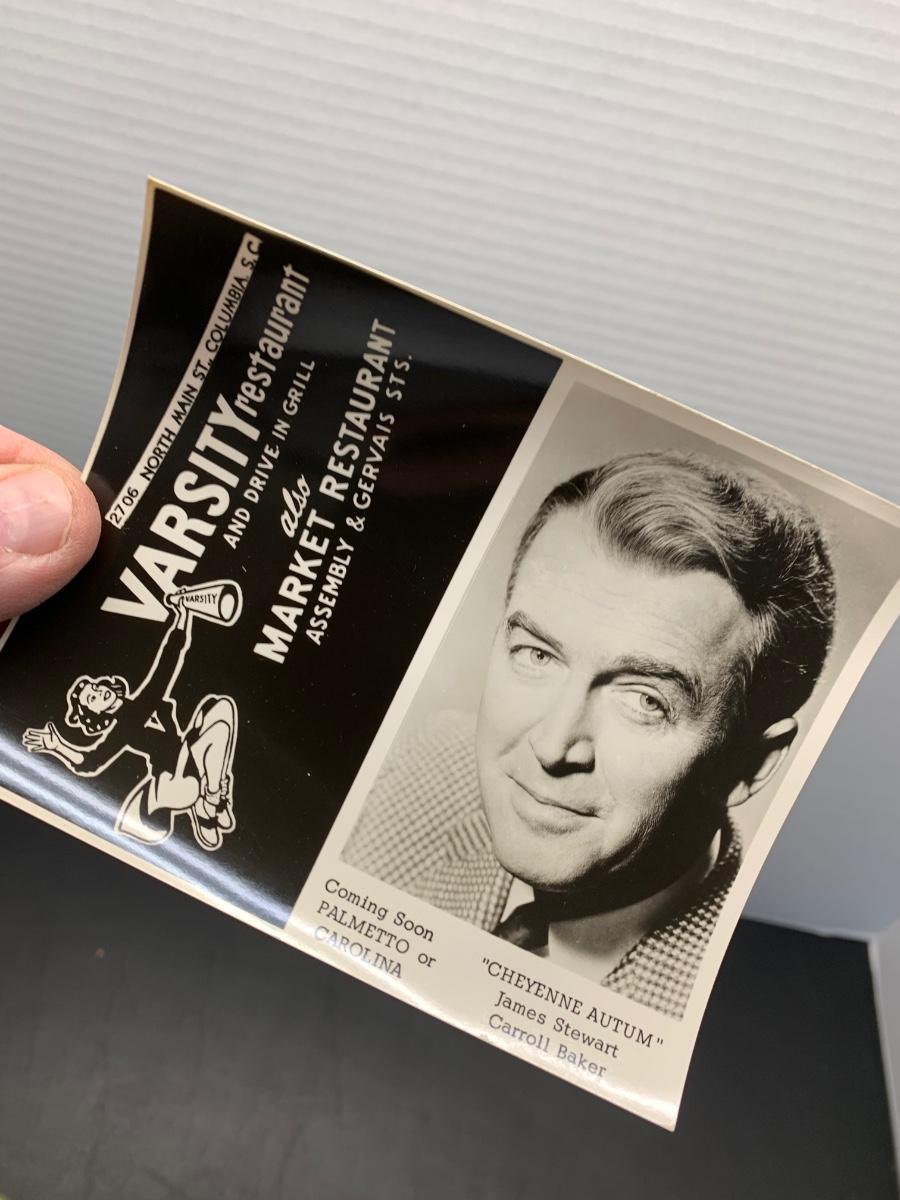 2706 NORTH MAIN ST., COLUMBIA, S.C.
VARSITY restaurant
AND DRIVE IN GRILL
also
MARKET RESTAURANT
ASSEMBLY & GERVAIS STS.
VARSITY
V
Coming Soon
PALMETTO or
CAROLINA
"CHEYENNE AUTUM"
James Stewart
Carroll Baker